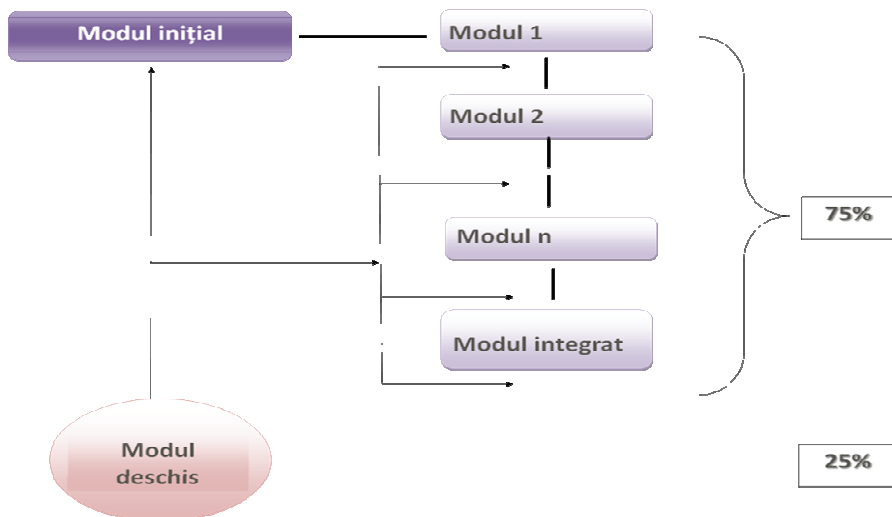 Modul inițial
Modul 1
Modul 2
75%
Modul n
Modul integrat
Modul
deschis
25%